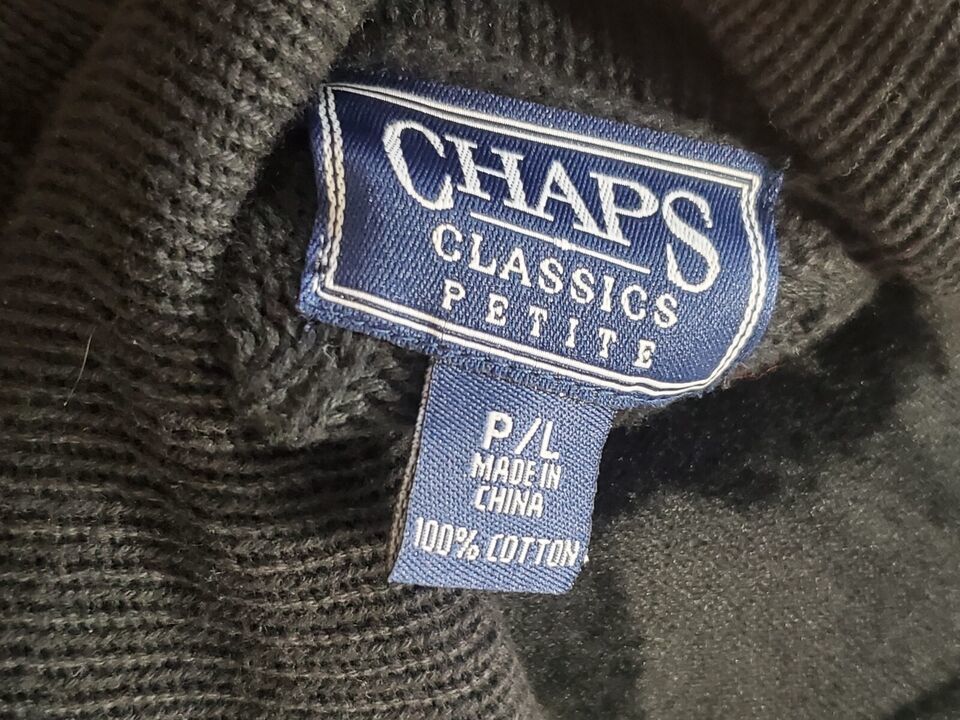 CHAPS
CLASSICS
PETITE
P/L
MADE IN
CHINA
100% COTTON